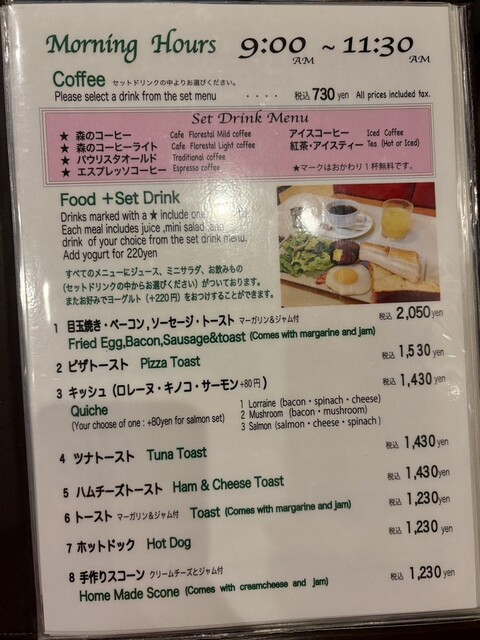 Morning Hours 9:00 AM ~ 11:30 AM
Coffee セットドリンクの中よりお選びください。
Please select a drink from the set menu ‥‥ 税込 730 yen All prices included tax.
Set Drink Menu
★ 森のコーヒー Cafe Florestal Mild coffee アイスコーヒー Iced Coffee
★ 森のコーヒーライト Cafe Florestal Light coffee 紅茶・アイスティー Tea (Hot or Iced)
★ パウリスタオールド Traditional coffee
★ エスプレッソコーヒー Espresso coffee ★マークはおかわり1杯無料です。
Food +Set Drink
Drinks marked with a ★ include one
Each meal includes juice ,mini salad and
drink of your choice from the set drink menu.
Add yogurt for 220yen
すべてのメニューにジュース、ミニサラダ、お飲みもの
(セットドリンクの中からお選びください) がついております。
またお好みでヨーグルト (+220円) をおつけすることができます。
1 目玉焼き・ベーコン,ソーセージ・トースト マーガリン&ジャム付 税込 2,050 yen
Fried Egg,Bacon,Sausage&toast (Comes with margarine and jam)
2 ピザトースト Pizza Toast 税込 1,530 yen
3 キッシュ (ロレーヌ・キノコ・サーモン+80円) 税込 1,430 yen
Quiche 1 Lorraine (bacon・spinach・cheese)
(Your choose of one : +80yen for salmon set) 2 Mushroom (bacon・mushroom)
3 Salmon (salmon・cheese・spinach )
4 ツナトースト Tuna Toast 税込 1,430 yen
5 ハムチーズトースト Ham & Cheese Toast 税込 1,430 yen
6 トースト マーガリン&ジャム付 Toast (Comes with margarine and jam) 税込 1,230 yen
7 ホットドック Hot Dog 税込 1,230 yen
8 手作りスコーン クリームチーズとジャム付 税込 1,230 yen
Home Made Scone (Comes with creamcheese and jam)